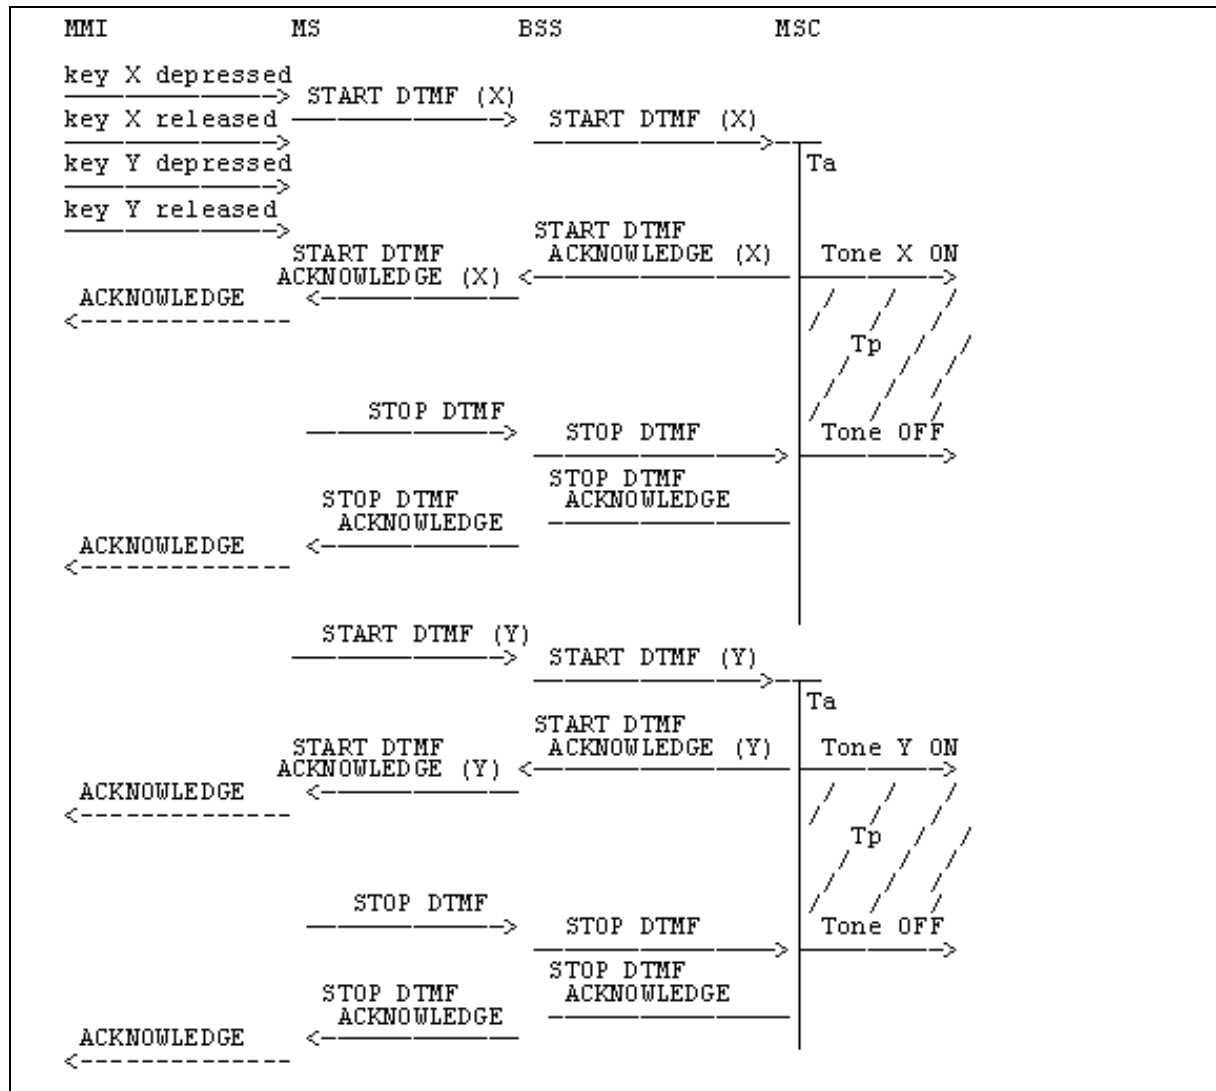 MMI MS BSS MSC
key X depressed
START DTMF (X)
key X released START DTMF (X)
key Y depressed Ta
key Y released
START DTMF
START DTMF ACKNOWLEDGE (X) Tone X ON
ACKNOWLEDGE (X)
ACKNOWLEDGE
Tp
STOP DTMF
STOP DTMF Tone OFF
STOP DTMF
STOP DTMF ACKNOWLEDGE
ACKNOWLEDGE
ACKNOWLEDGE
START DTMF (Y)
START DTMF (Y)
Ta
START DTMF
START DTMF ACKNOWLEDGE (Y) Tone Y ON
ACKNOWLEDGE (Y)
ACKNOWLEDGE
Tp
STOP DTMF
STOP DTMF Tone OFF
STOP DTMF
STOP DTMF ACKNOWLEDGE
ACKNOWLEDGE
ACKNOWLEDGE